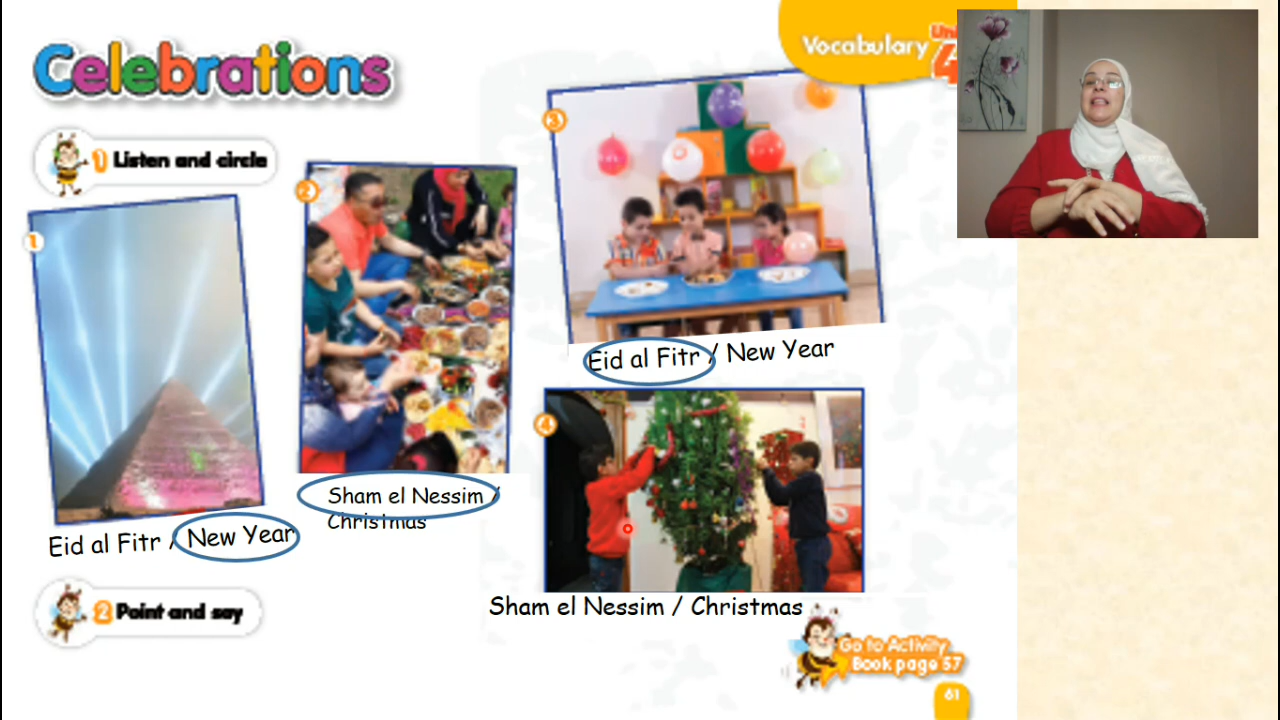 Celebrations
Vocabulary
Unit
4
1 Listen and circle
1
2
3
4
Eid al Fitr / New Year
Sham el Nessim /
Christmas
Eid al Fitr / New Year
Sham el Nessim / Christmas
2 Point and say
Go to Activity
Book page 57
61